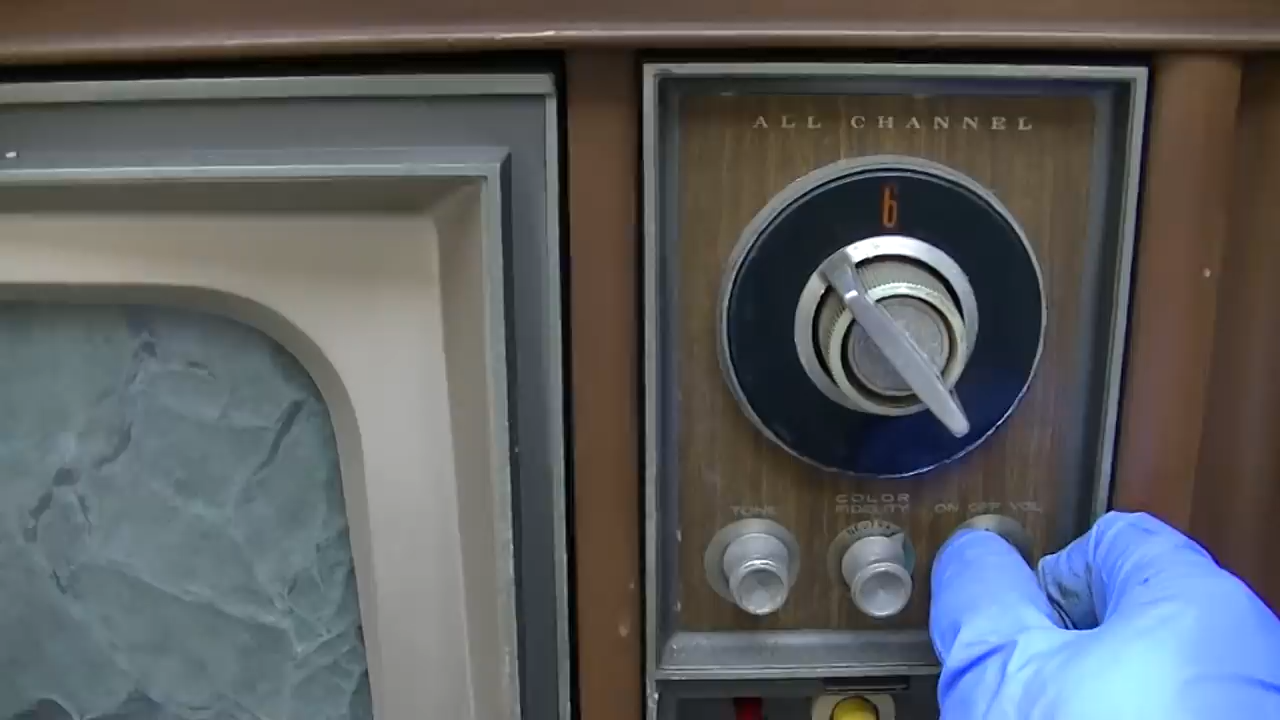 ALL CHANNEL
6
TONE
COLOR
FIDELITY
ON OFF VOL